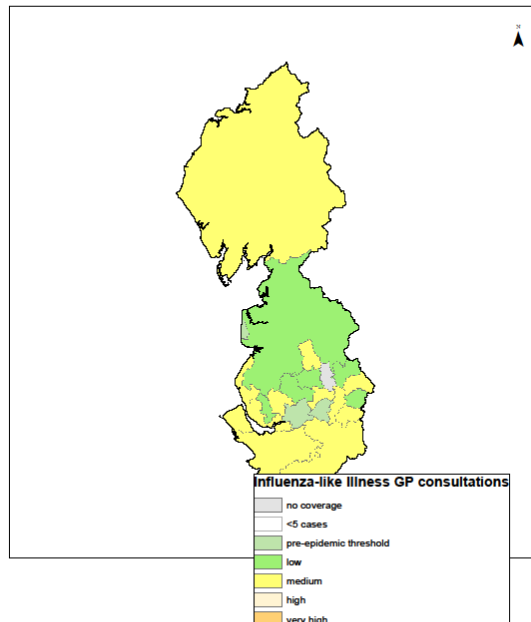 N
Influenza-like Illness GP consultations
no coverage
<5 cases
pre-epidemic threshold
low
medium
high
very high